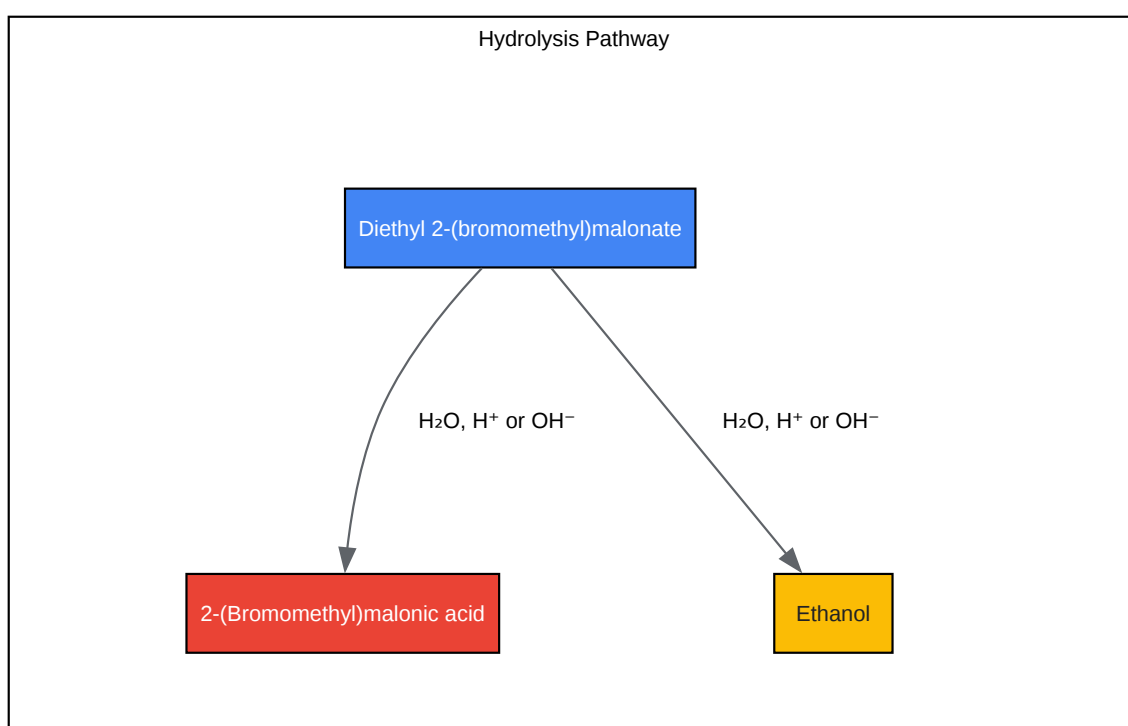 Hydrolysis Pathway
Diethyl 2-(bromomethyl)malonate
H₂O, H⁺ or OH⁻
H₂O, H⁺ or OH⁻
2-(Bromomethyl)malonic acid
Ethanol